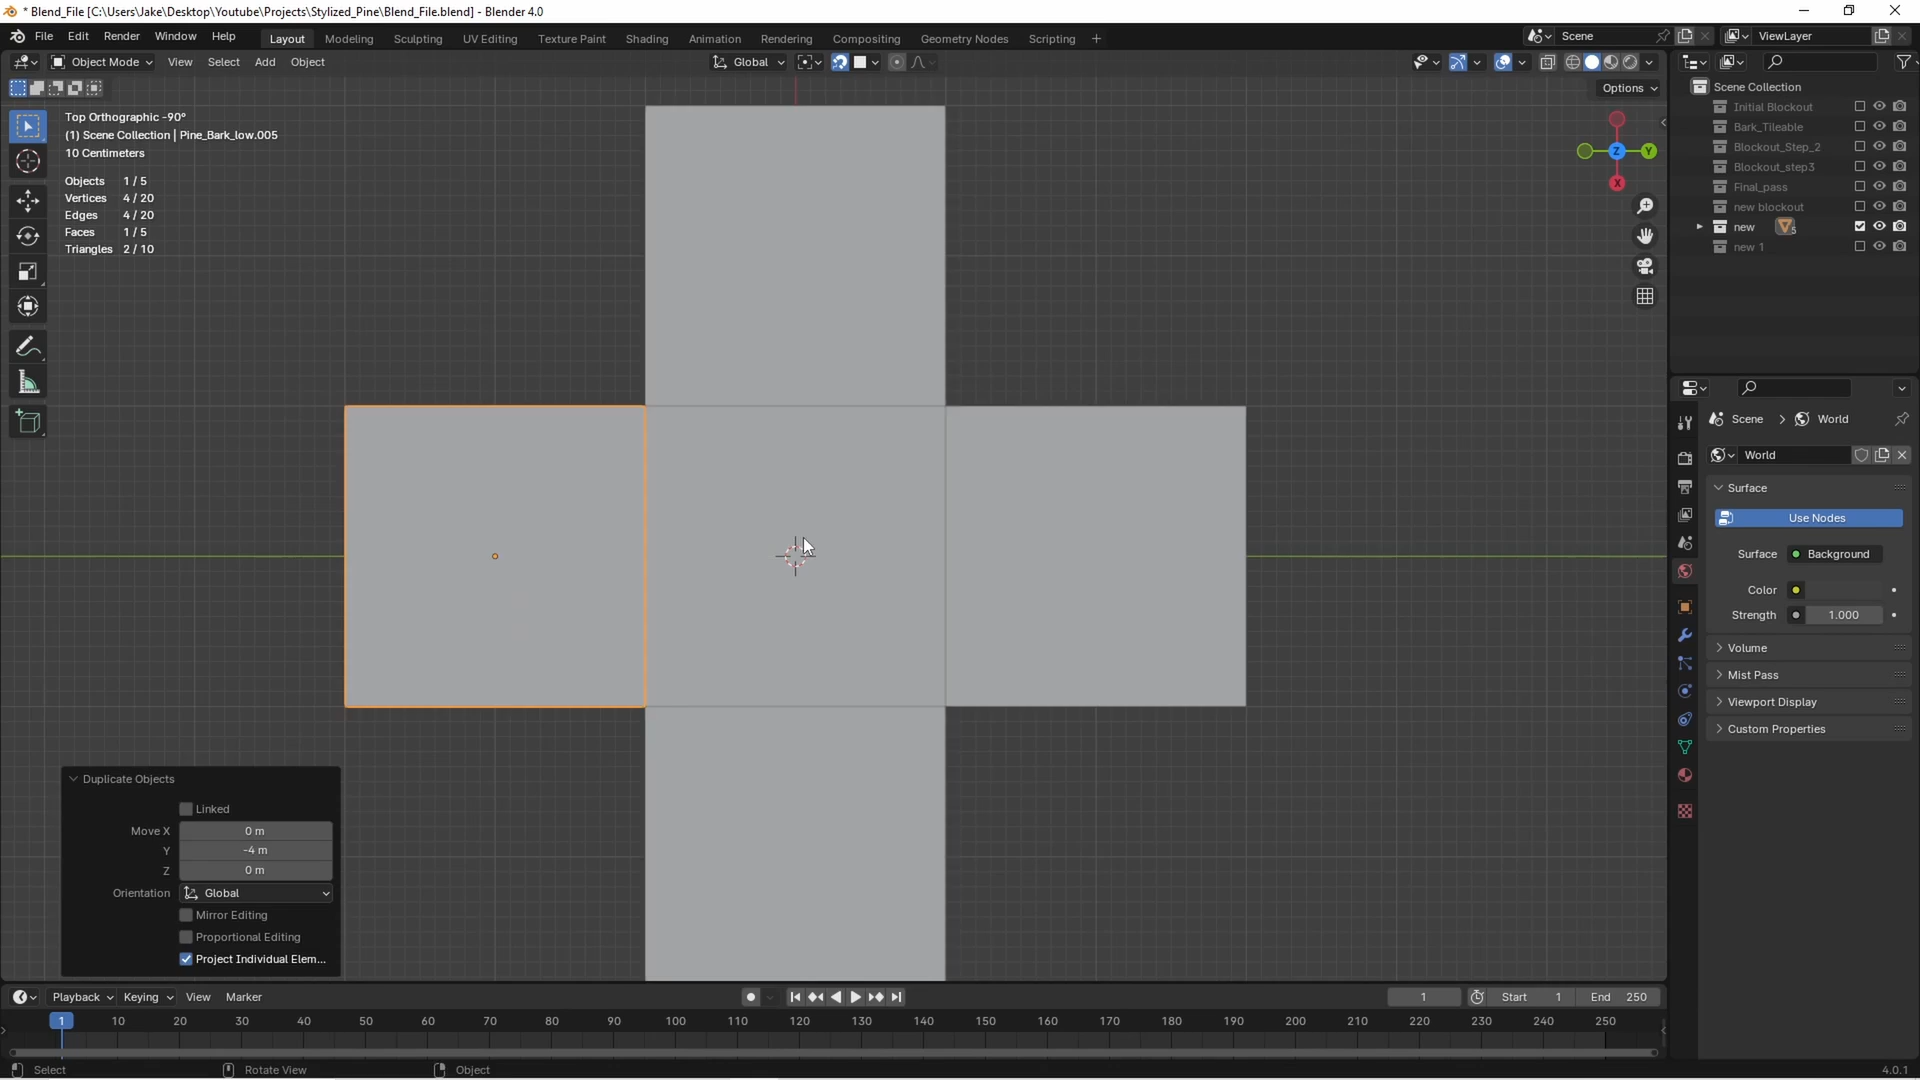 * Blend_File [C:\Users\Jake\Desktop\Youtube\Projects\Stylized_Pine\Blend_File.blend] - Blender 4.0
File Edit Render Window Help Layout Modeling Sculpting UV Editing Texture Paint Shading Animation Rendering Compositing Geometry Nodes Scripting + Scene ViewLayer
Object Mode View Select Add Object Global
Options
Top Orthographic -90°
(1) Scene Collection | Pine_Bark_low.005
10 Centimeters
Objects 1 / 5
Vertices 4 / 20
Edges 4 / 20
Faces 1 / 5
Triangles 2 / 10
Z Y X
Scene Collection
Initial Blockout
Bark_Tileable
Blockout_Step_2
Blockout_step3
Final_pass
new blockout
new 5
new 1
Scene > World
World
Surface
Use Nodes
Surface Background
Color
Strength 1.000
Volume
Mist Pass
Viewport Display
Custom Properties
Duplicate Objects
Linked
Move X 0 m
Y -4 m
Z 0 m
Orientation Global
Mirror Editing
Proportional Editing
Project Individual Elem...
Playback Keying View Marker 1 Start 1 End 250
1 10 20 30 40 50 60 70 80 90 100 110 120 130 140 150 160 170 180 190 200 210 220 230 240 250
Select Rotate View Object 4.0.1